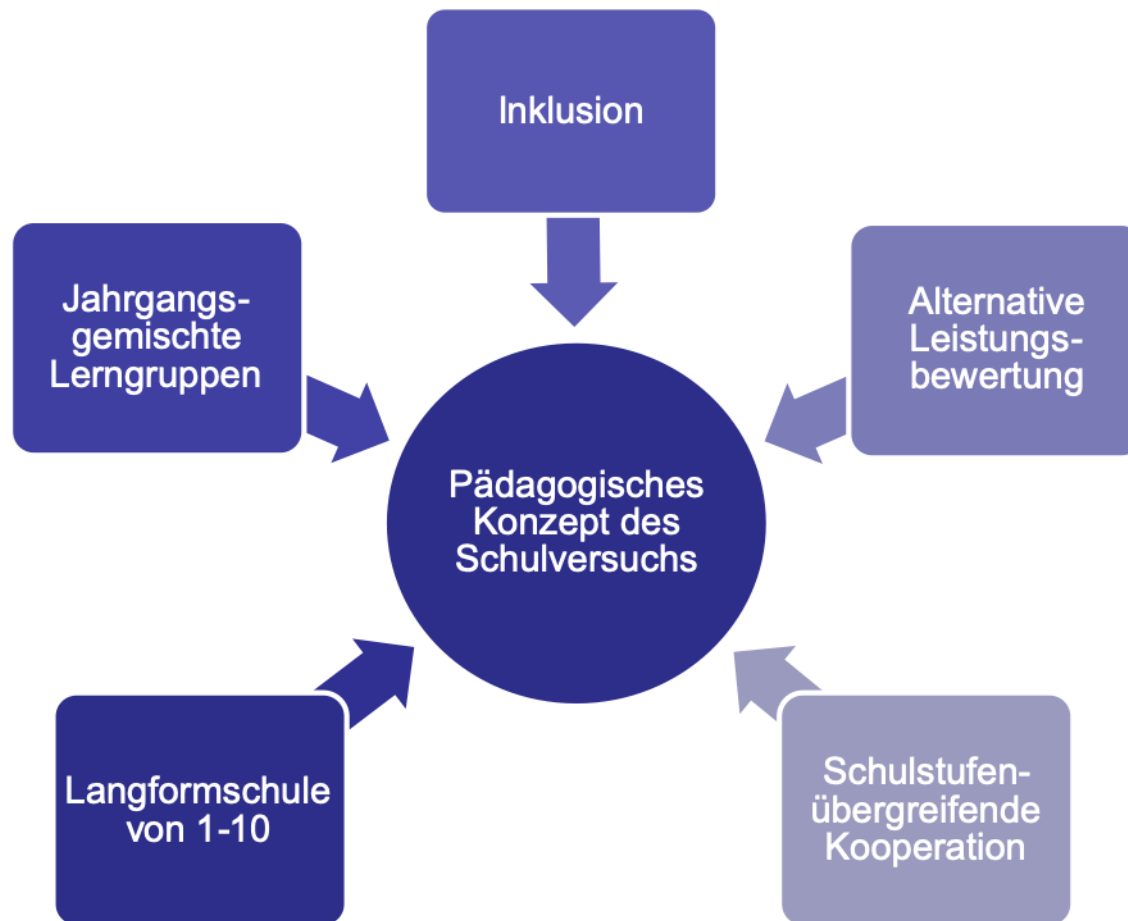 Inklusion
Jahrgangs-
gemischte
Lerngruppen
Alternative
Leistungs-
bewertung
Pädagogisches
Konzept des
Schulversuchs
Langformschule
von 1-10
Schulstufen-
übergreifende
Kooperation